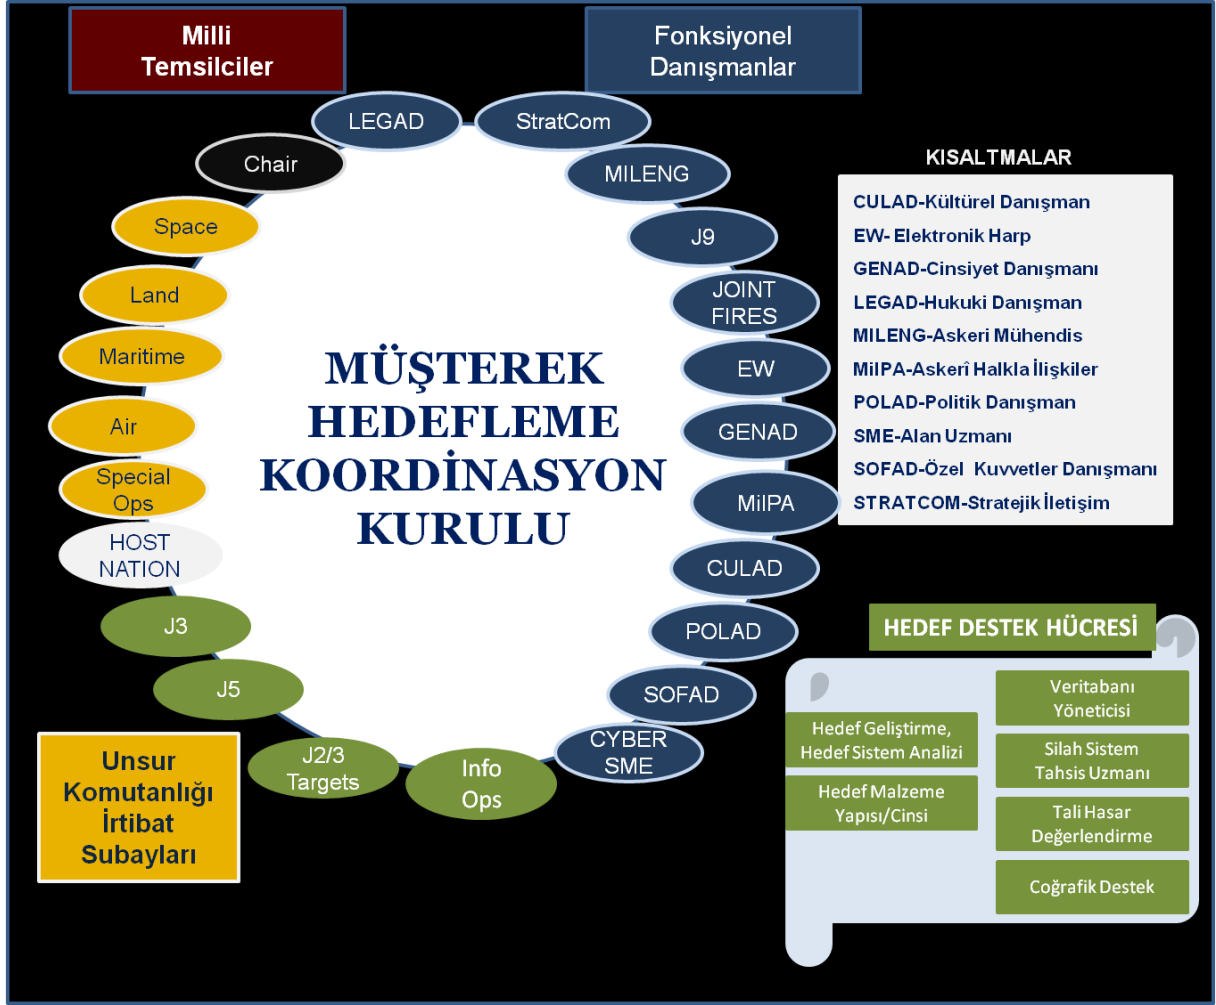 Milli
Temsilciler
Fonksiyonel
Danışmanlar
LEGAD
StratCom
Chair
MILENG
Space
J9
Land
JOINT
FIRES
Maritime
EW
Air
GENAD
Special
Ops
MilPA
HOST
NATION
CULAD
J3
POLAD
J5
SOFAD
J2/3
Targets
Info
Ops
CYBER
SME
MÜŞTEREK
HEDEFLEME
KOORDİNASYON
KURULU
KISALTMALAR
CULAD-Kültürel Danışman
EW- Elektronik Harp
GENAD-Cinsiyet Danışmanı
LEGAD-Hukuki Danışman
MILENG-Askeri Mühendis
MilPA-Askerî Halkla İlişkiler
POLAD-Politik Danışman
SME-Alan Uzmanı
SOFAD-Özel Kuvvetler Danışmanı
STRATCOM-Stratejik İletişim
Unsur
Komutanlığı
İrtibat
Subayları
HEDEF DESTEK HÜCRESİ
Hedef Geliştirme,
Hedef Sistem Analizi
Hedef Malzeme
Yapısı/Cinsi
Veritabanı
Yöneticisi
Silah Sistem
Tahsis Uzmanı
Tali Hasar
Değerlendirme
Coğrafik Destek